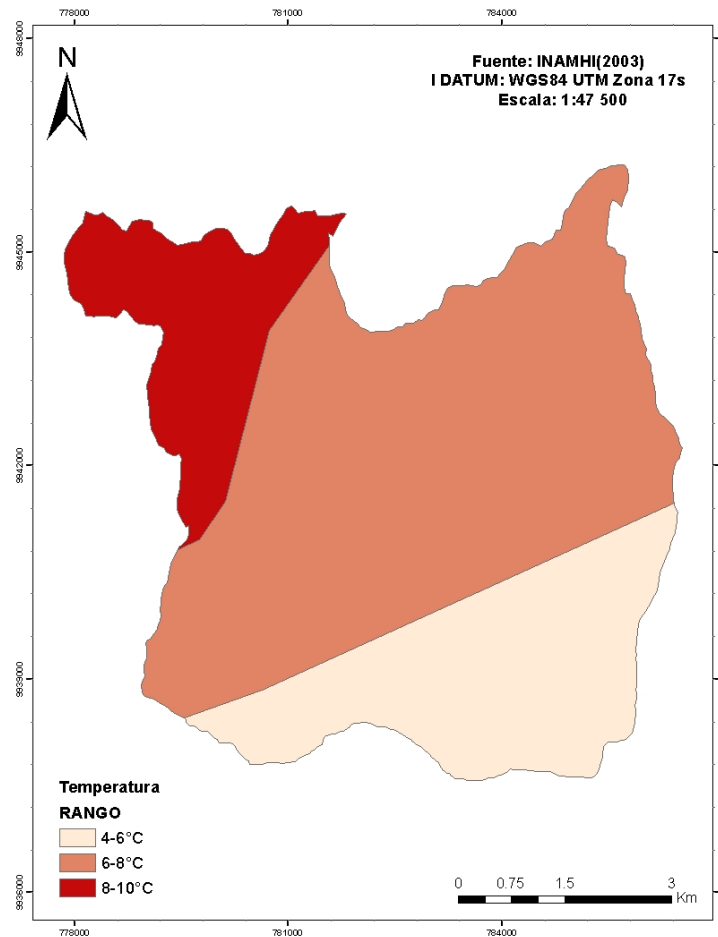 778000 781000 784000
N
Fuente: INAMHI(2003)
I DATUM: WGS84 UTM Zona 17s
Escala: 1:47 500
9948000
9945000
9942000
9939000
9936000
Temperatura
RANGO
4-6°C
6-8°C
8-10°C
0 0.75 1.5 3
Km
778000 781000 784000